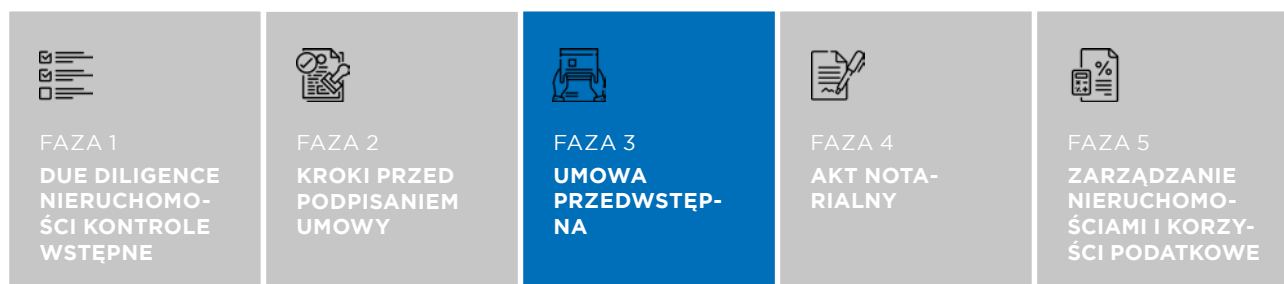 FAZA 1
DUE DILIGENCE
NIERUCHOMO-
ŚCI KONTROLE
WSTĘPNE
FAZA 2
KROKI PRZED
PODPISANIEM
UMOWY
FAZA 3
UMOWA
PRZEDWSTĘP-
NA
FAZA 4
AKT NOTA-
RIALNY
FAZA 5
ZARZĄDZANIE
NIERUCHOMO-
ŚCIAMI I KORZY-
ŚCI PODATKOWE